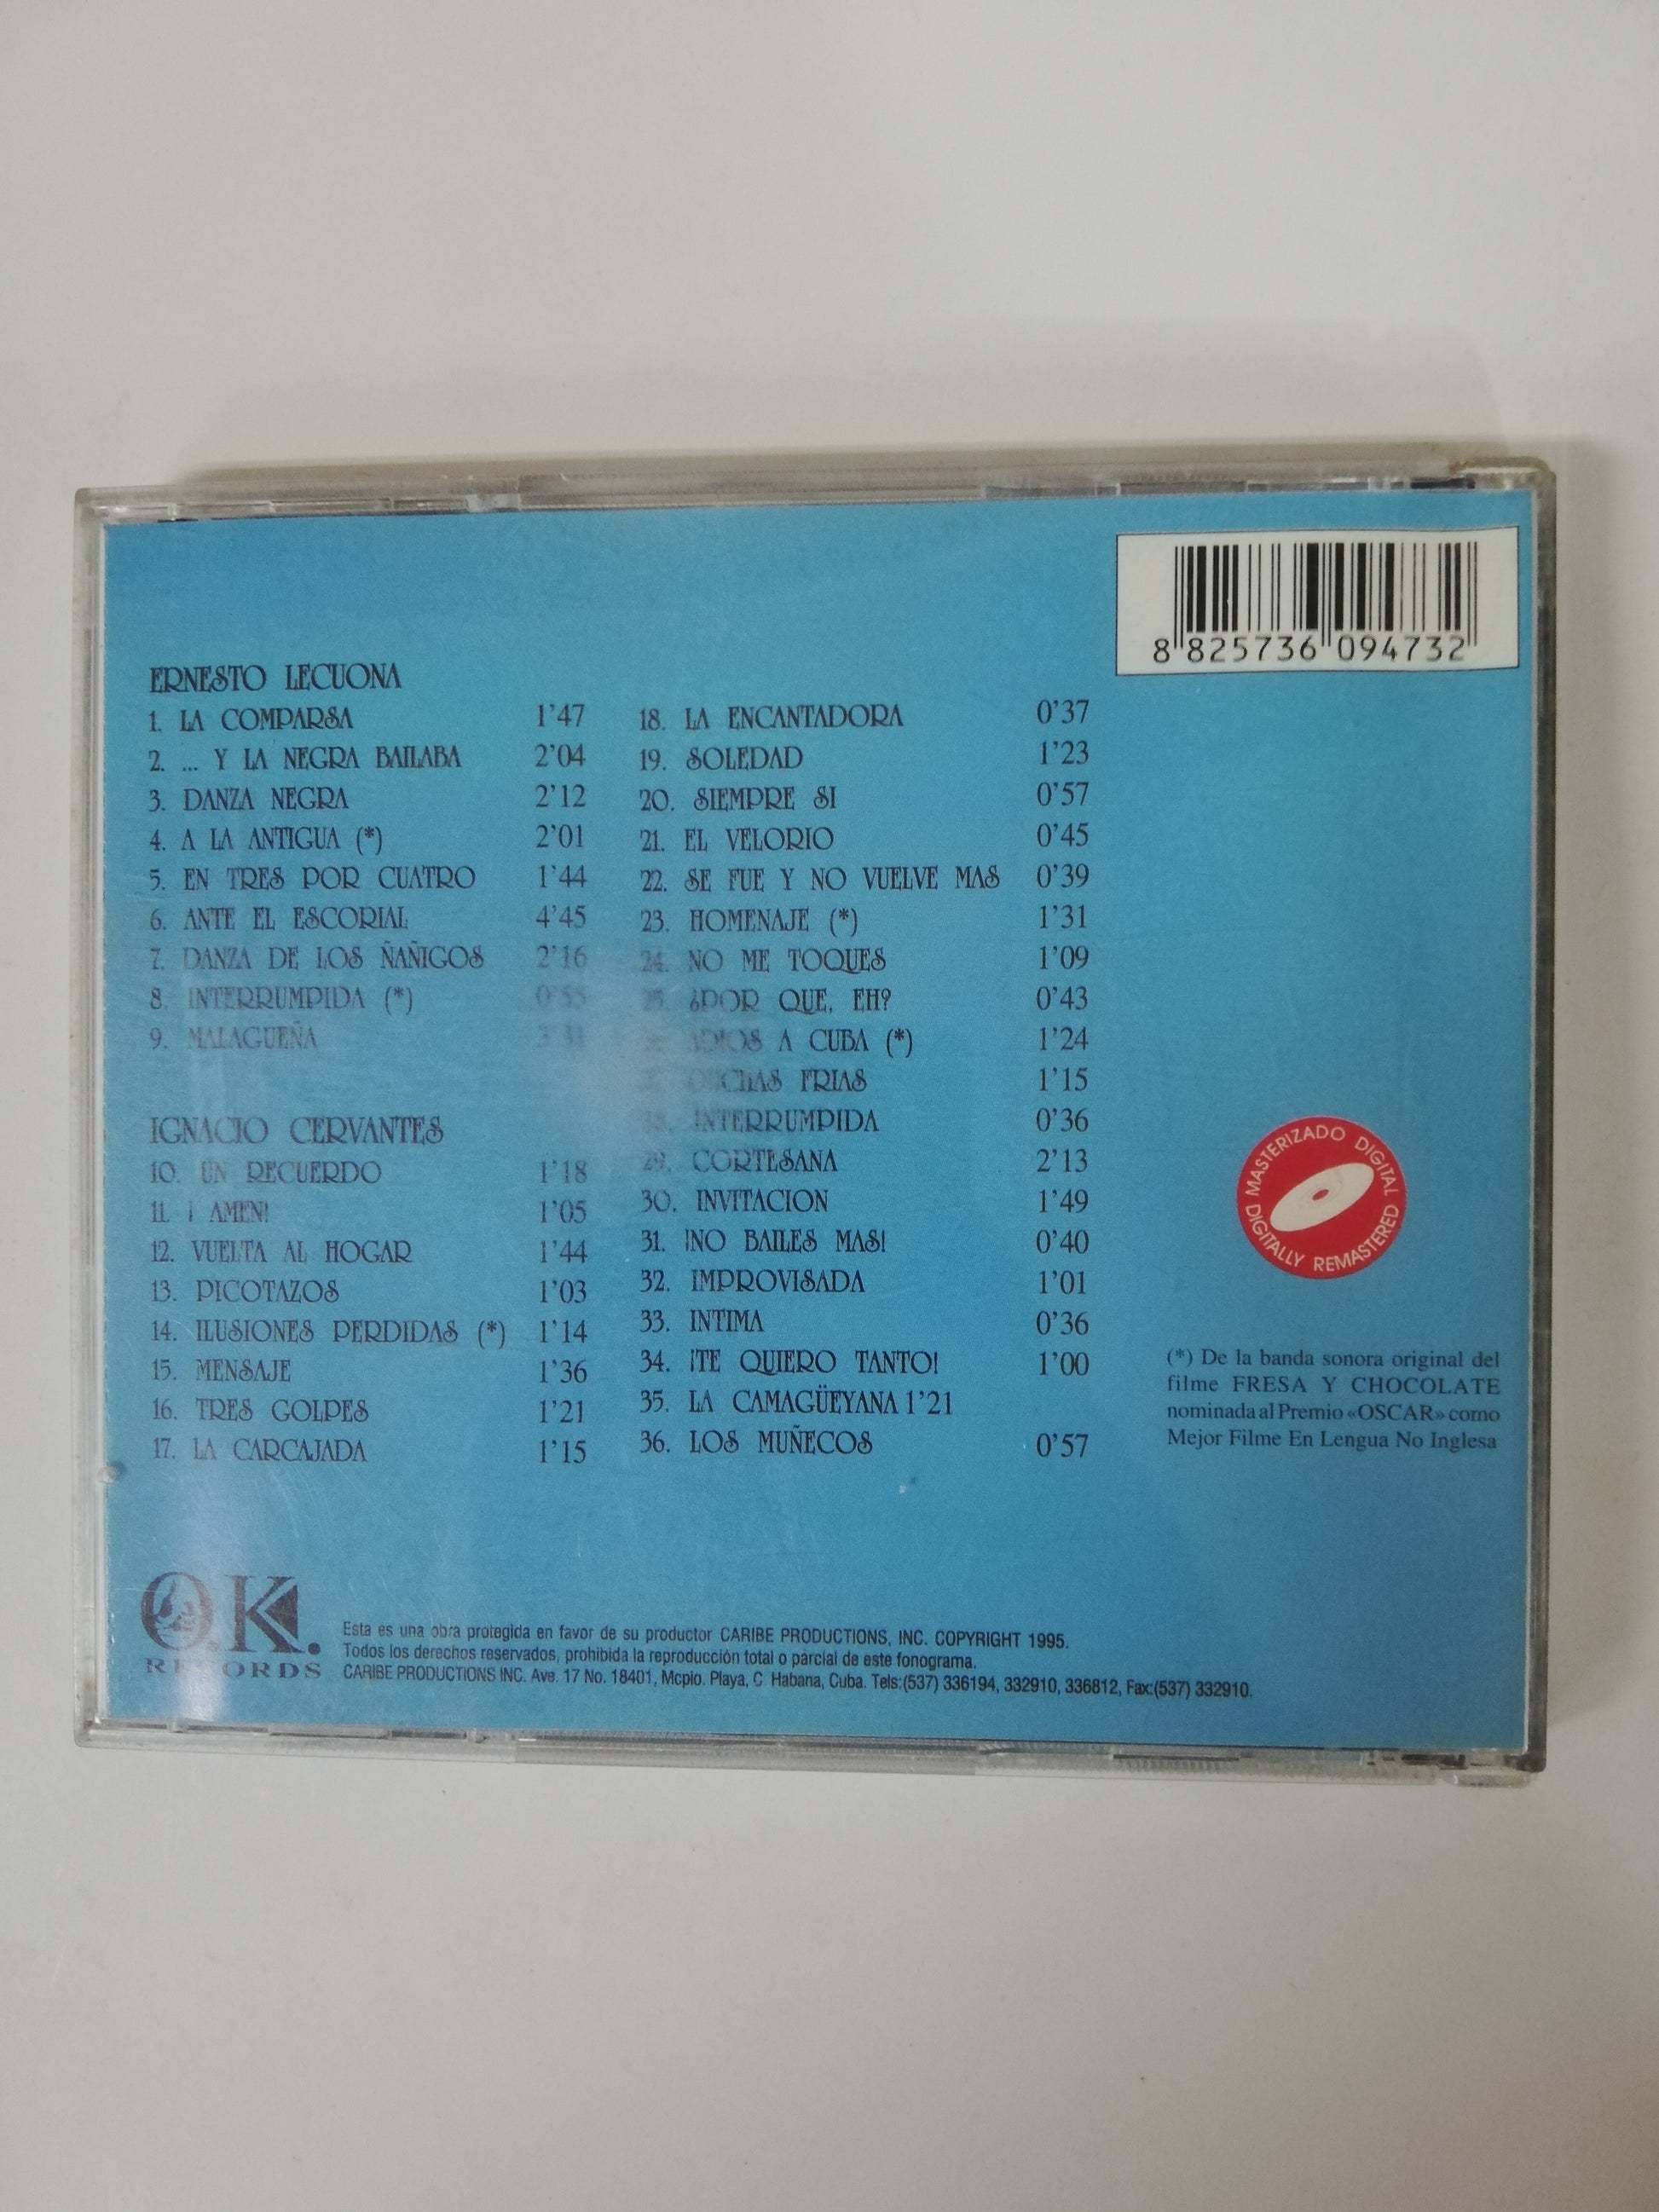 8 825736 094732
ERNESTO LECUONA
1. LA COMPARSA 1'47
2. ... Y LA NEGRA BAILABA 2'04
3. DANZA NEGRA 2'12
4. A LA ANTIGUA (*) 2'01
5. EN TRES POR CUATRO 1'44
6. ANTE EL ESCORIAL 4'45
7. DANZA DE LOS ÑAÑIGOS 2'16
8. INTERRUMPIDA (*) 0'55
9. MALAGUEÑA 3'31
IGNACIO CERVANTES
10. UN RECUERDO 1'18
11. ¡ AMEN! 1'05
12. VUELTA AL HOGAR 1'44
13. PICOTAZOS 1'03
14. ILUSIONES PERDIDAS (*) 1'14
15. MENSAJE 1'36
16. TRES GOLPES 1'21
17. LA CARCAJADA 1'15
18. LA ENCANTADORA 0'37
19. SOLEDAD 1'23
20. SIEMPRE SI 0'57
21. EL VELORIO 0'45
22. SE FUE Y NO VUELVE MAS 0'39
23. HOMENAJE (*) 1'31
24. NO ME TOQUES 1'09
25. ¿POR QUE, EH? 0'43
ADIOS A CUBA (*) 1'24
FRIAS 1'15
INTERRUMPIDA 0'36
29. CORTESANA 2'13
30. INVITACION 1'49
31. ¡NO BAILES MAS! 0'40
32. IMPROVISADA 1'01
33. INTIMA 0'36
34. ¡TE QUIERO TANTO! 1'00
35. LA CAMAGÜEYANA 1'21
36. LOS MUÑECOS 0'57
MASTERIZADO DIGITAL
DIGITALLY REMASTERED
(*) De la banda sonora original del
filme FRESA Y CHOCOLATE
nominada al Premio «OSCAR» como
Mejor Filme En Lengua No Inglesa
O.K.
RECORDS
Esta es una obra protegida en favor de su productor CARIBE PRODUCTIONS, INC. COPYRIGHT 1995.
Todos los derechos reservados, prohibida la reproducción total o parcial de este fonograma.
CARIBE PRODUCTIONS INC. Ave. 17 No. 18401, Mcpio. Playa, C Habana, Cuba. Tels:(537) 336194, 332910, 336812, Fax:(537) 332910.